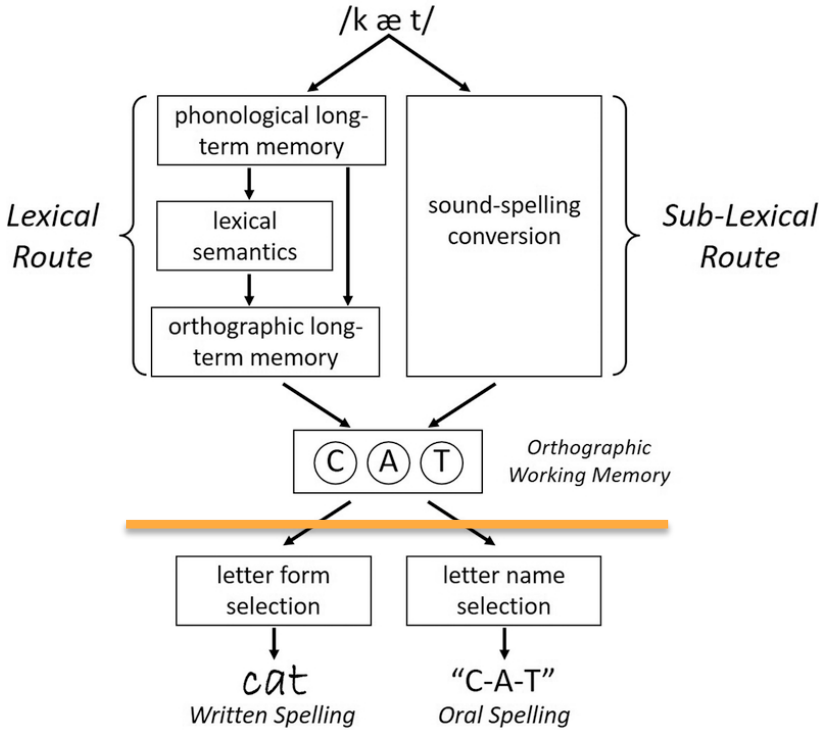 /k æ t/
phonological long-
term memory
lexical
semantics
orthographic long-
term memory
Lexical
Route
sound-spelling
conversion
Sub-Lexical
Route
C A T
Orthographic
Working Memory
letter form
selection
letter name
selection
cat
Written Spelling
“C-A-T”
Oral Spelling